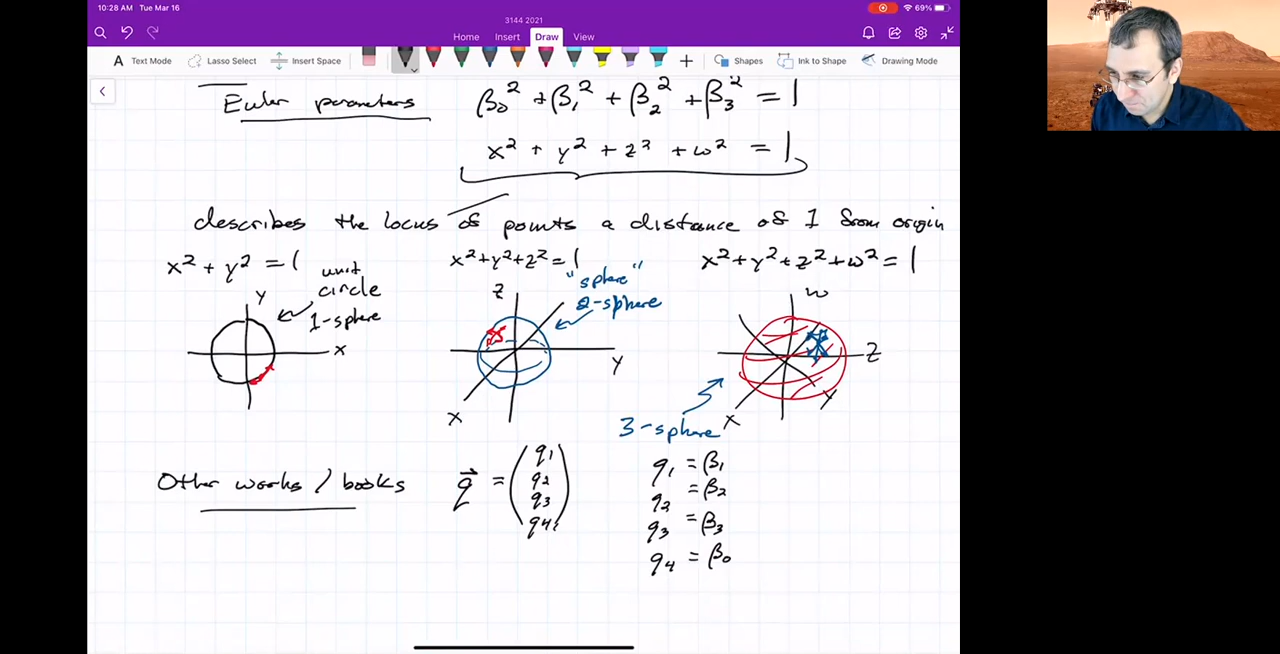 10:28 AM Tue Mar 16
69%
3144 2021
Home Insert Draw View
Text Mode Lasso Select Insert Space Shapes Ink to Shape Drawing Mode
Euler parameters β₀² + β₁² + β₂² + β₃² = 1
x² + y² + z² + w² = 1
describes the locus of points a distance of 1 from origin
x² + y² = 1
unit
circle
1-sphere
y
x
x² + y² + z² = 1
"sphere"
2-sphere
z
y
x
x² + y² + z² + w² = 1
w
z
y
x
3-sphere
Other works / books
q⃗ = (q₁
q₂
q₃
q₄)
q₁ = β₁
q₂ = β₂
q₃ = β₃
q₄ = β₀